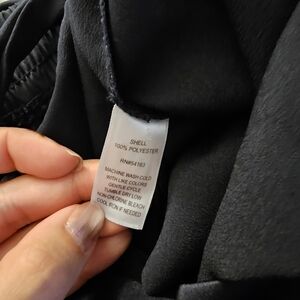 SHELL
100% POLYESTER
RN#54163
MACHINE WASH COLD
WITH LIKE COLORS
GENTLE CYCLE
TUMBLE DRY LOW
NON-CHLORINE BLEACH
COOL IRON IF NEEDED